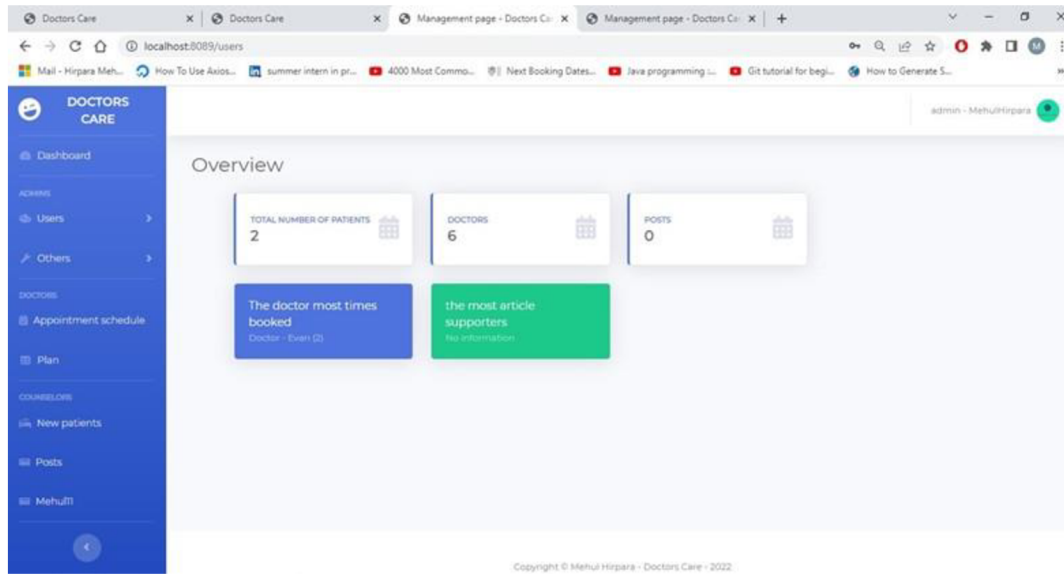 Doctors Care
Doctors Care
Management page - Doctors Ca
Management page - Doctors Ca
localhost:8089/users
Mail - Hirpara Meh...
How To Use Axios...
summer intern in pr...
4000 Most Commo...
Next Booking Dates...
Java programming :...
Git tutorial for begi...
How to Generate S...
DOCTORS
CARE
admin - MehulHirpara
Dashboard
ADMINS
Users
Others
DOCTORS
Appointment schedule
Plan
COUNSELORS
New patients
Posts
Mehul11
Overview
TOTAL NUMBER OF PATIENTS
2
DOCTORS
6
POSTS
0
The doctor most times
booked
Doctor - Evan (2)
the most article
supporters
No information
Copyright © Mehul Hirpara - Doctors Care - 2022